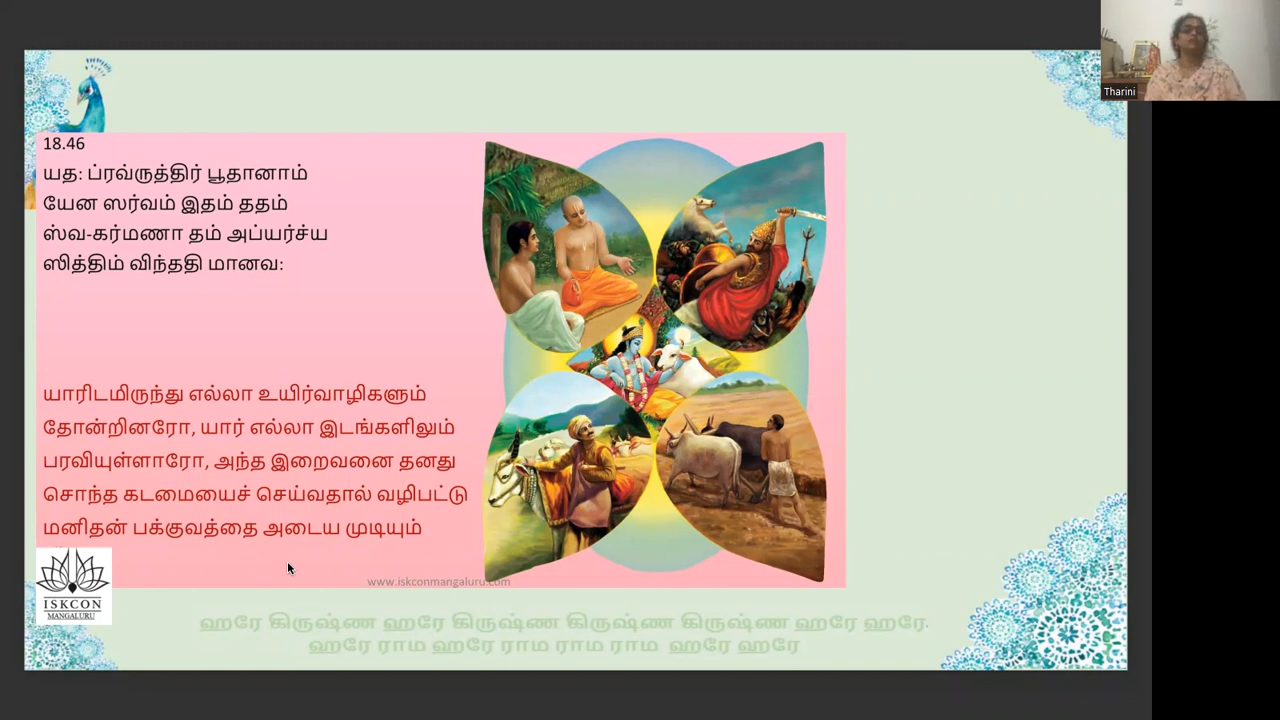 Tharini
18.46
யத: ப்ரவ்ருத்திர் பூதானாம்
யேன ஸர்வம் இதம் ததம்
ஸ்வ-கர்மணா தம் அப்யர்ச்ய
ஸித்திம் விந்ததி மானவ:
யாரிடமிருந்து எல்லா உயிர்வாழிகளும்
தோன்றினரோ, யார் எல்லா இடங்களிலும்
பரவியுள்ளாரோ, அந்த இறைவனை தனது
சொந்த கடமையைச் செய்வதால் வழிபட்டு
மனிதன் பக்குவத்தை அடைய முடியும்
www.iskconmangaluru.com
ISKCON
MANGALURU
ஹரே கிருஷ்ண ஹரே கிருஷ்ண கிருஷ்ண கிருஷ்ண ஹரே ஹரே.
ஹரே ராம ஹரே ராம ராம ராம ஹரே ஹரே